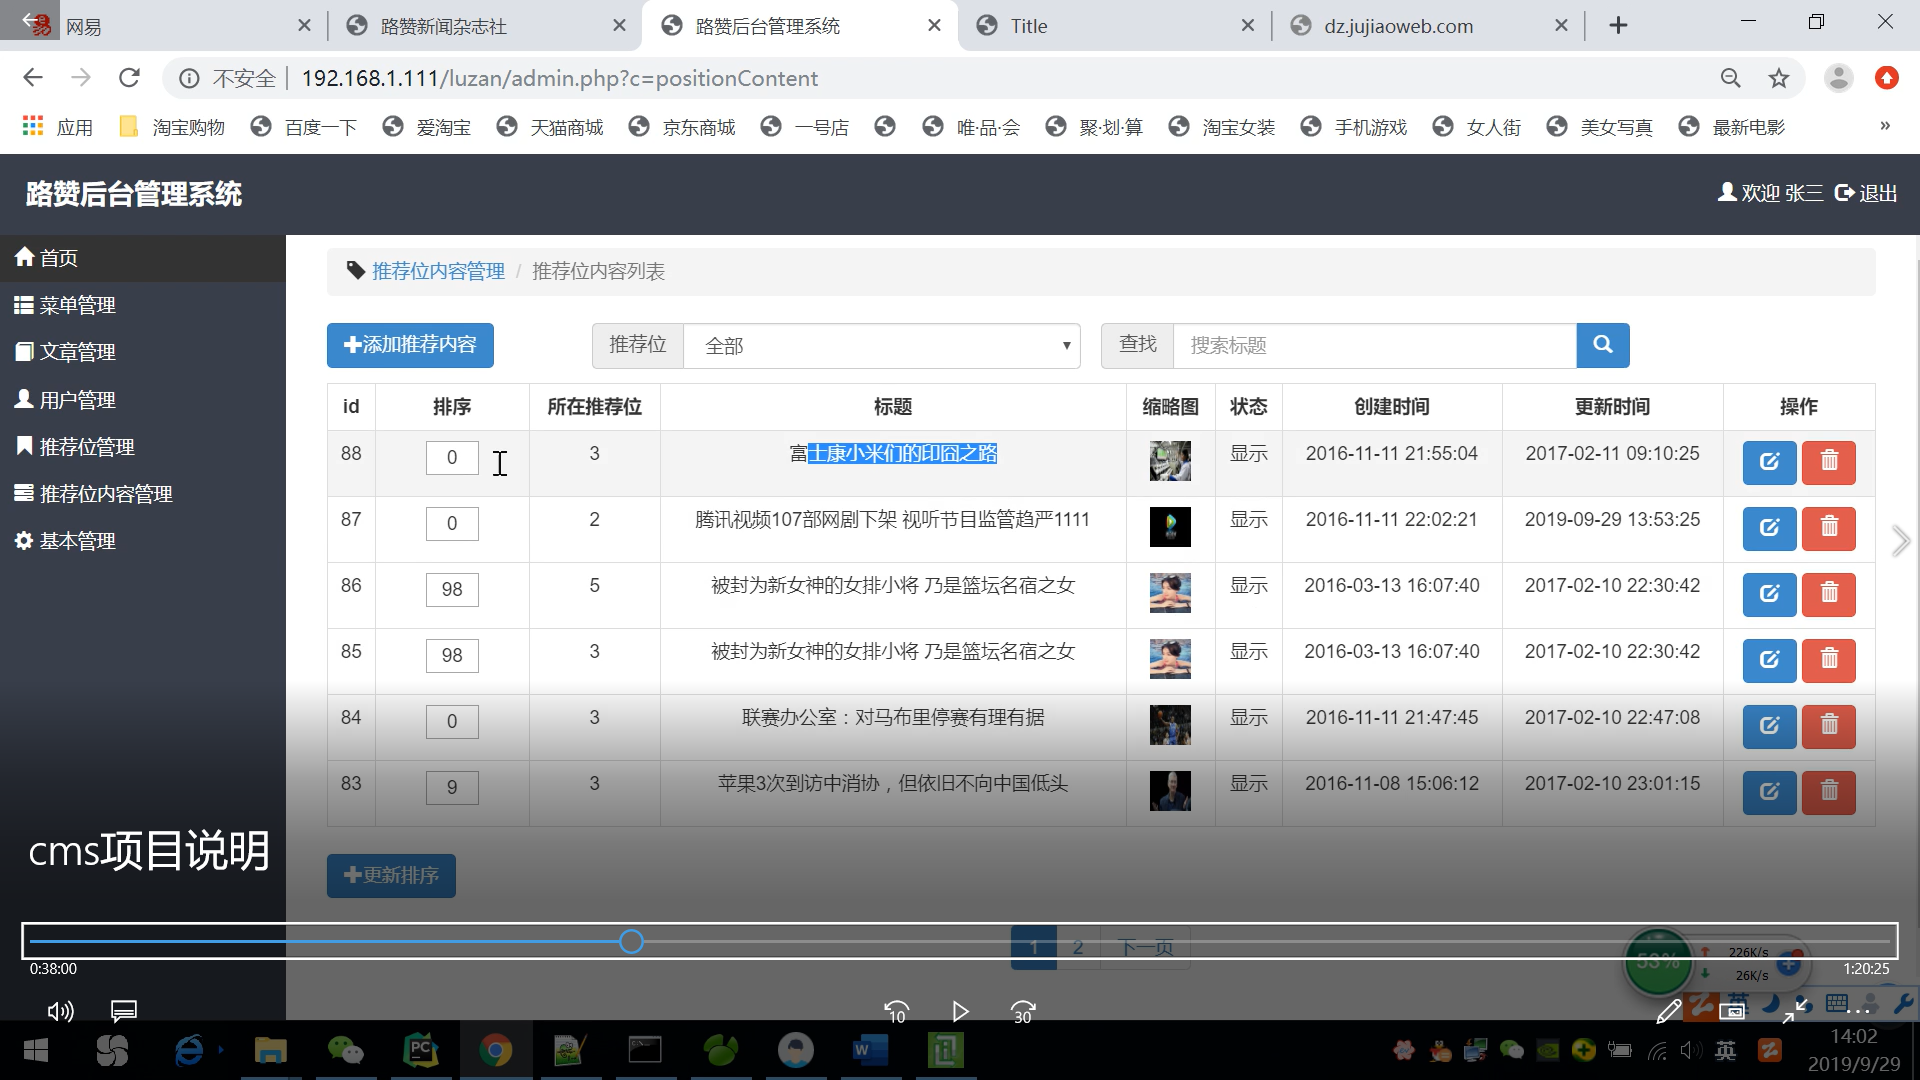 网易
路赞新闻杂志社
路赞后台管理系统
Title
dz.jujiaoweb.com
不安全
192.168.1.111/luzan/admin.php?c=positionContent
应用
淘宝购物
百度一下
爱淘宝
天猫商城
京东商城
一号店
唯·品·会
聚·划·算
淘宝女装
手机游戏
女人街
美女写真
最新电影
»
路赞后台管理系统
欢迎 张三 退出
首页
菜单管理
文章管理
用户管理
推荐位管理
推荐位内容管理
基本管理
推荐位内容管理 / 推荐位内容列表
添加推荐内容
推荐位 全部
查找 搜索标题
id 排序 所在推荐位 标题 缩略图 状态 创建时间 更新时间 操作
88 0 3 富士康小米们的印囧之路 显示 2016-11-11 21:55:04 2017-02-11 09:10:25
87 0 2 腾讯视频107部网剧下架 视听节目监管趋严1111 显示 2016-11-11 22:02:21 2019-09-29 13:53:25
86 98 5 被封为新女神的女排小将 乃是篮坛名宿之女 显示 2016-03-13 16:07:40 2017-02-10 22:30:42
85 98 3 被封为新女神的女排小将 乃是篮坛名宿之女 显示 2016-03-13 16:07:40 2017-02-10 22:30:42
84 0 3 联赛办公室：对马布里停赛有理有据 显示 2016-11-11 21:47:45 2017-02-10 22:47:08
83 9 3 苹果3次到访中消协，但依旧不向中国低头 显示 2016-11-08 15:06:12 2017-02-10 23:01:15
cms项目说明
更新排序
1 2 下一页
53%
226K/s
26K/s
0:38:00
1:20:25
10
30
英
PC
W
英
14:02
2019/9/29